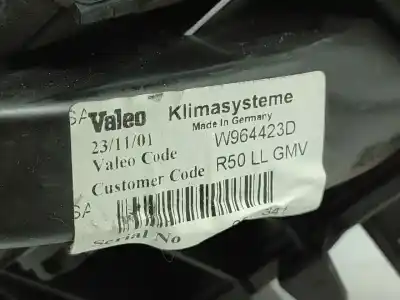 Valeo Klimasysteme
Made in Germany
23/11/01
Valeo Code W964423D
Customer Code R50 LL GMV
Serial No